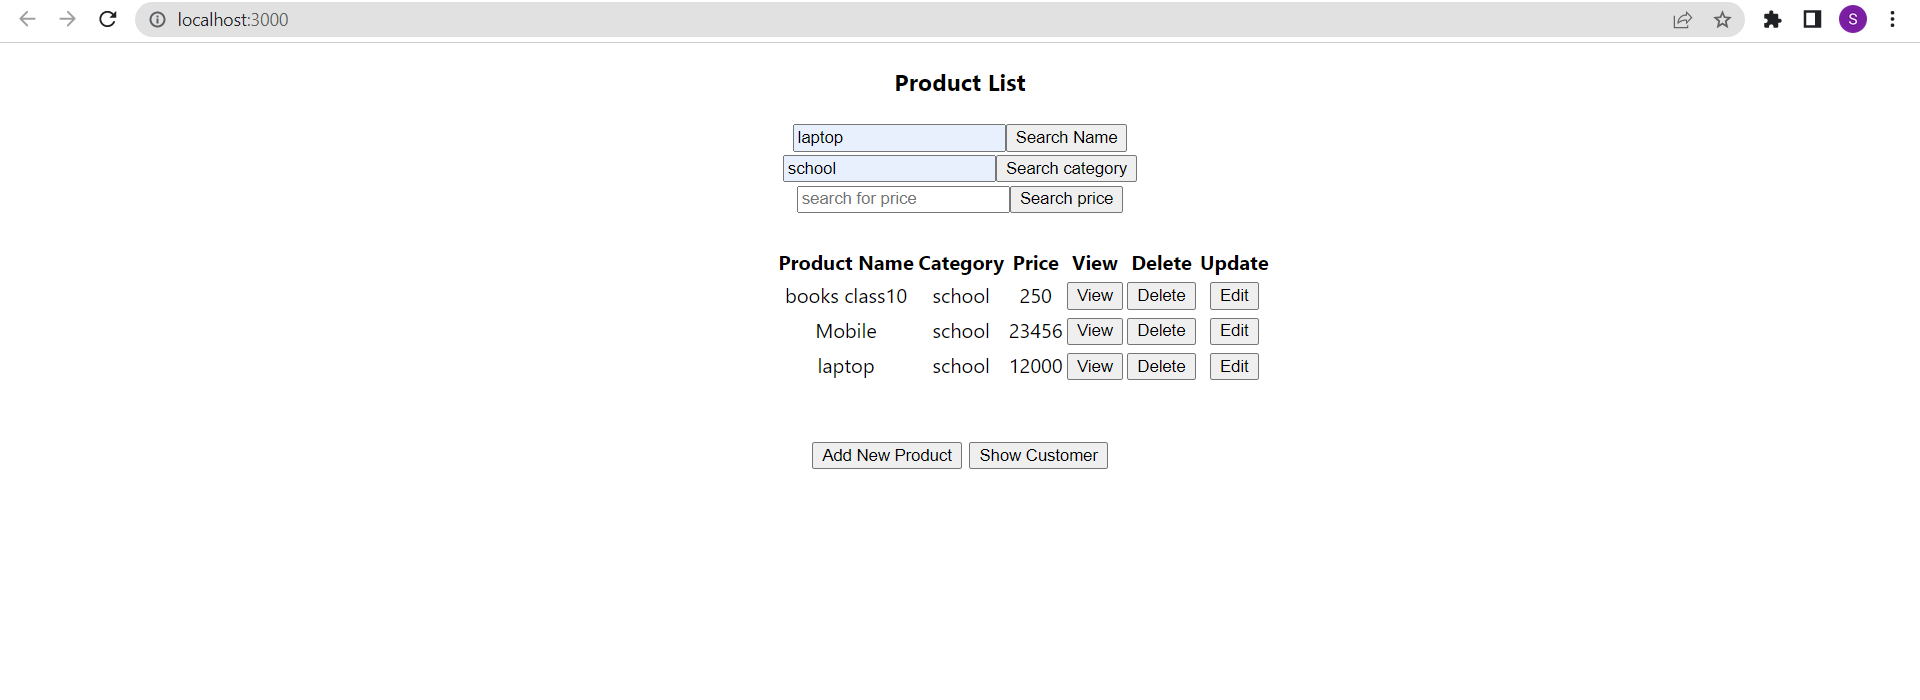 localhost:3000
S
Product List
laptop Search Name
school Search category
search for price Search price
Product Name Category Price View Delete Update
books class10 school 250 View Delete Edit
Mobile school 23456 View Delete Edit
laptop school 12000 View Delete Edit
Add New Product Show Customer